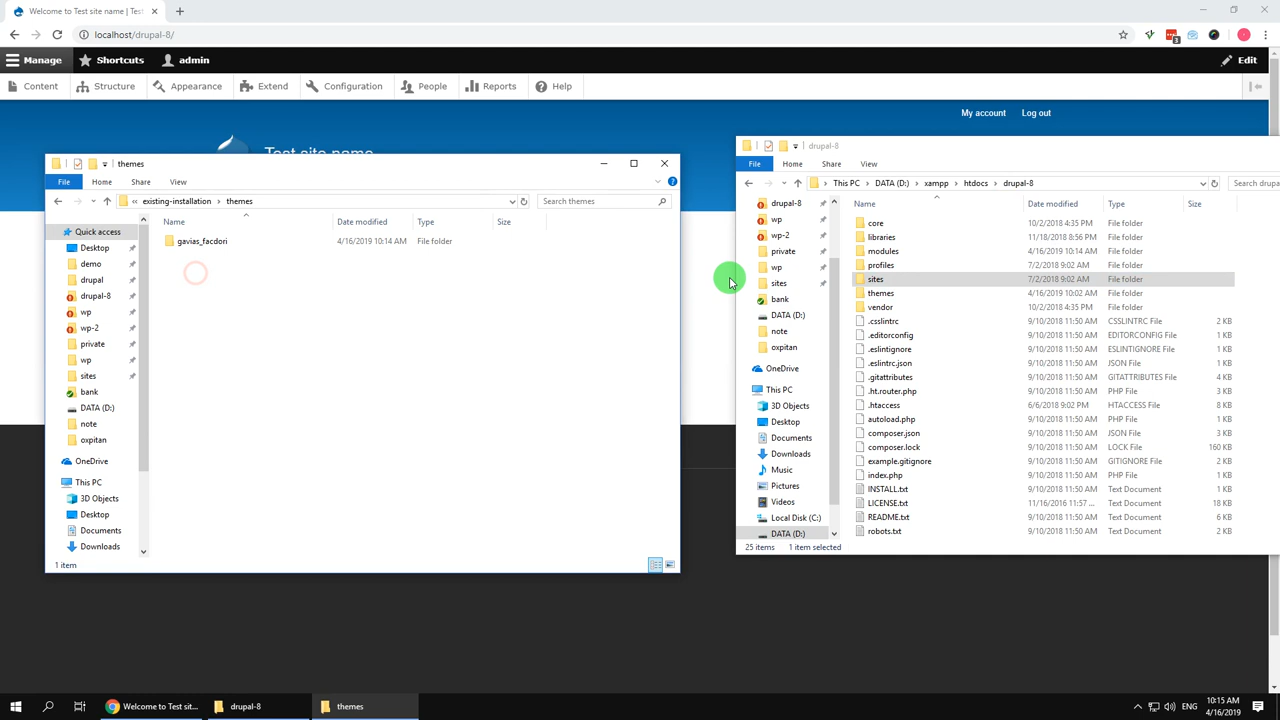 Welcome to Test site name | Test
localhost/drupal-8/
3
Manage Shortcuts admin Edit
Content Structure Appearance Extend Configuration People Reports Help
My account Log out
Test site name
themes
File Home Share View
existing-installation themes Search themes
Name Date modified Type Size
gavias_facdori 4/16/2019 10:14 AM File folder
Quick access
Desktop
demo
drupal
drupal-8
wp
wp-2
private
wp
sites
bank
DATA (D:)
note
oxpitan
OneDrive
This PC
3D Objects
Desktop
Documents
Downloads
1 item
drupal-8
File Home Share View
This PC DATA (D:) xampp htdocs drupal-8 Search drupa
Name Date modified Type Size
drupal-8
wp
wp-2
private
wp
sites
bank
DATA (D:)
note
oxpitan
OneDrive
This PC
3D Objects
Desktop
Documents
Downloads
Music
Pictures
Videos
Local Disk (C:)
DATA (D:)
core 10/2/2018 4:35 PM File folder
libraries 11/18/2018 8:56 PM File folder
modules 4/16/2019 10:14 AM File folder
profiles 7/2/2018 9:02 AM File folder
sites 7/2/2018 9:02 AM File folder
themes 4/16/2019 10:02 AM File folder
vendor 10/2/2018 4:35 PM File folder
.csslintrc 9/10/2018 11:50 AM CSSLINTRC File 2 KB
.editorconfig 9/10/2018 11:50 AM EDITORCONFIG File 1 KB
.eslintignore 9/10/2018 11:50 AM ESLINTIGNORE File 1 KB
.eslintrc.json 9/10/2018 11:50 AM JSON File 1 KB
.gitattributes 9/10/2018 11:50 AM GITATTRIBUTES File 4 KB
.ht.router.php 9/10/2018 11:50 AM PHP File 3 KB
.htaccess 6/6/2018 9:02 PM HTACCESS File 8 KB
autoload.php 9/10/2018 11:50 AM PHP File 1 KB
composer.json 9/10/2018 11:50 AM JSON File 3 KB
composer.lock 9/10/2018 11:50 AM LOCK File 160 KB
example.gitignore 9/10/2018 11:50 AM GITIGNORE File 2 KB
index.php 9/10/2018 11:50 AM PHP File 1 KB
INSTALL.txt 9/10/2018 11:50 AM Text Document 1 KB
LICENSE.txt 11/16/2016 11:57 ... Text Document 18 KB
README.txt 9/10/2018 11:50 AM Text Document 6 KB
robots.txt 9/10/2018 11:50 AM Text Document 2 KB
25 items 1 item selected
Welcome to Test sit... drupal-8 themes
ENG 10:15 AM
4/16/2019